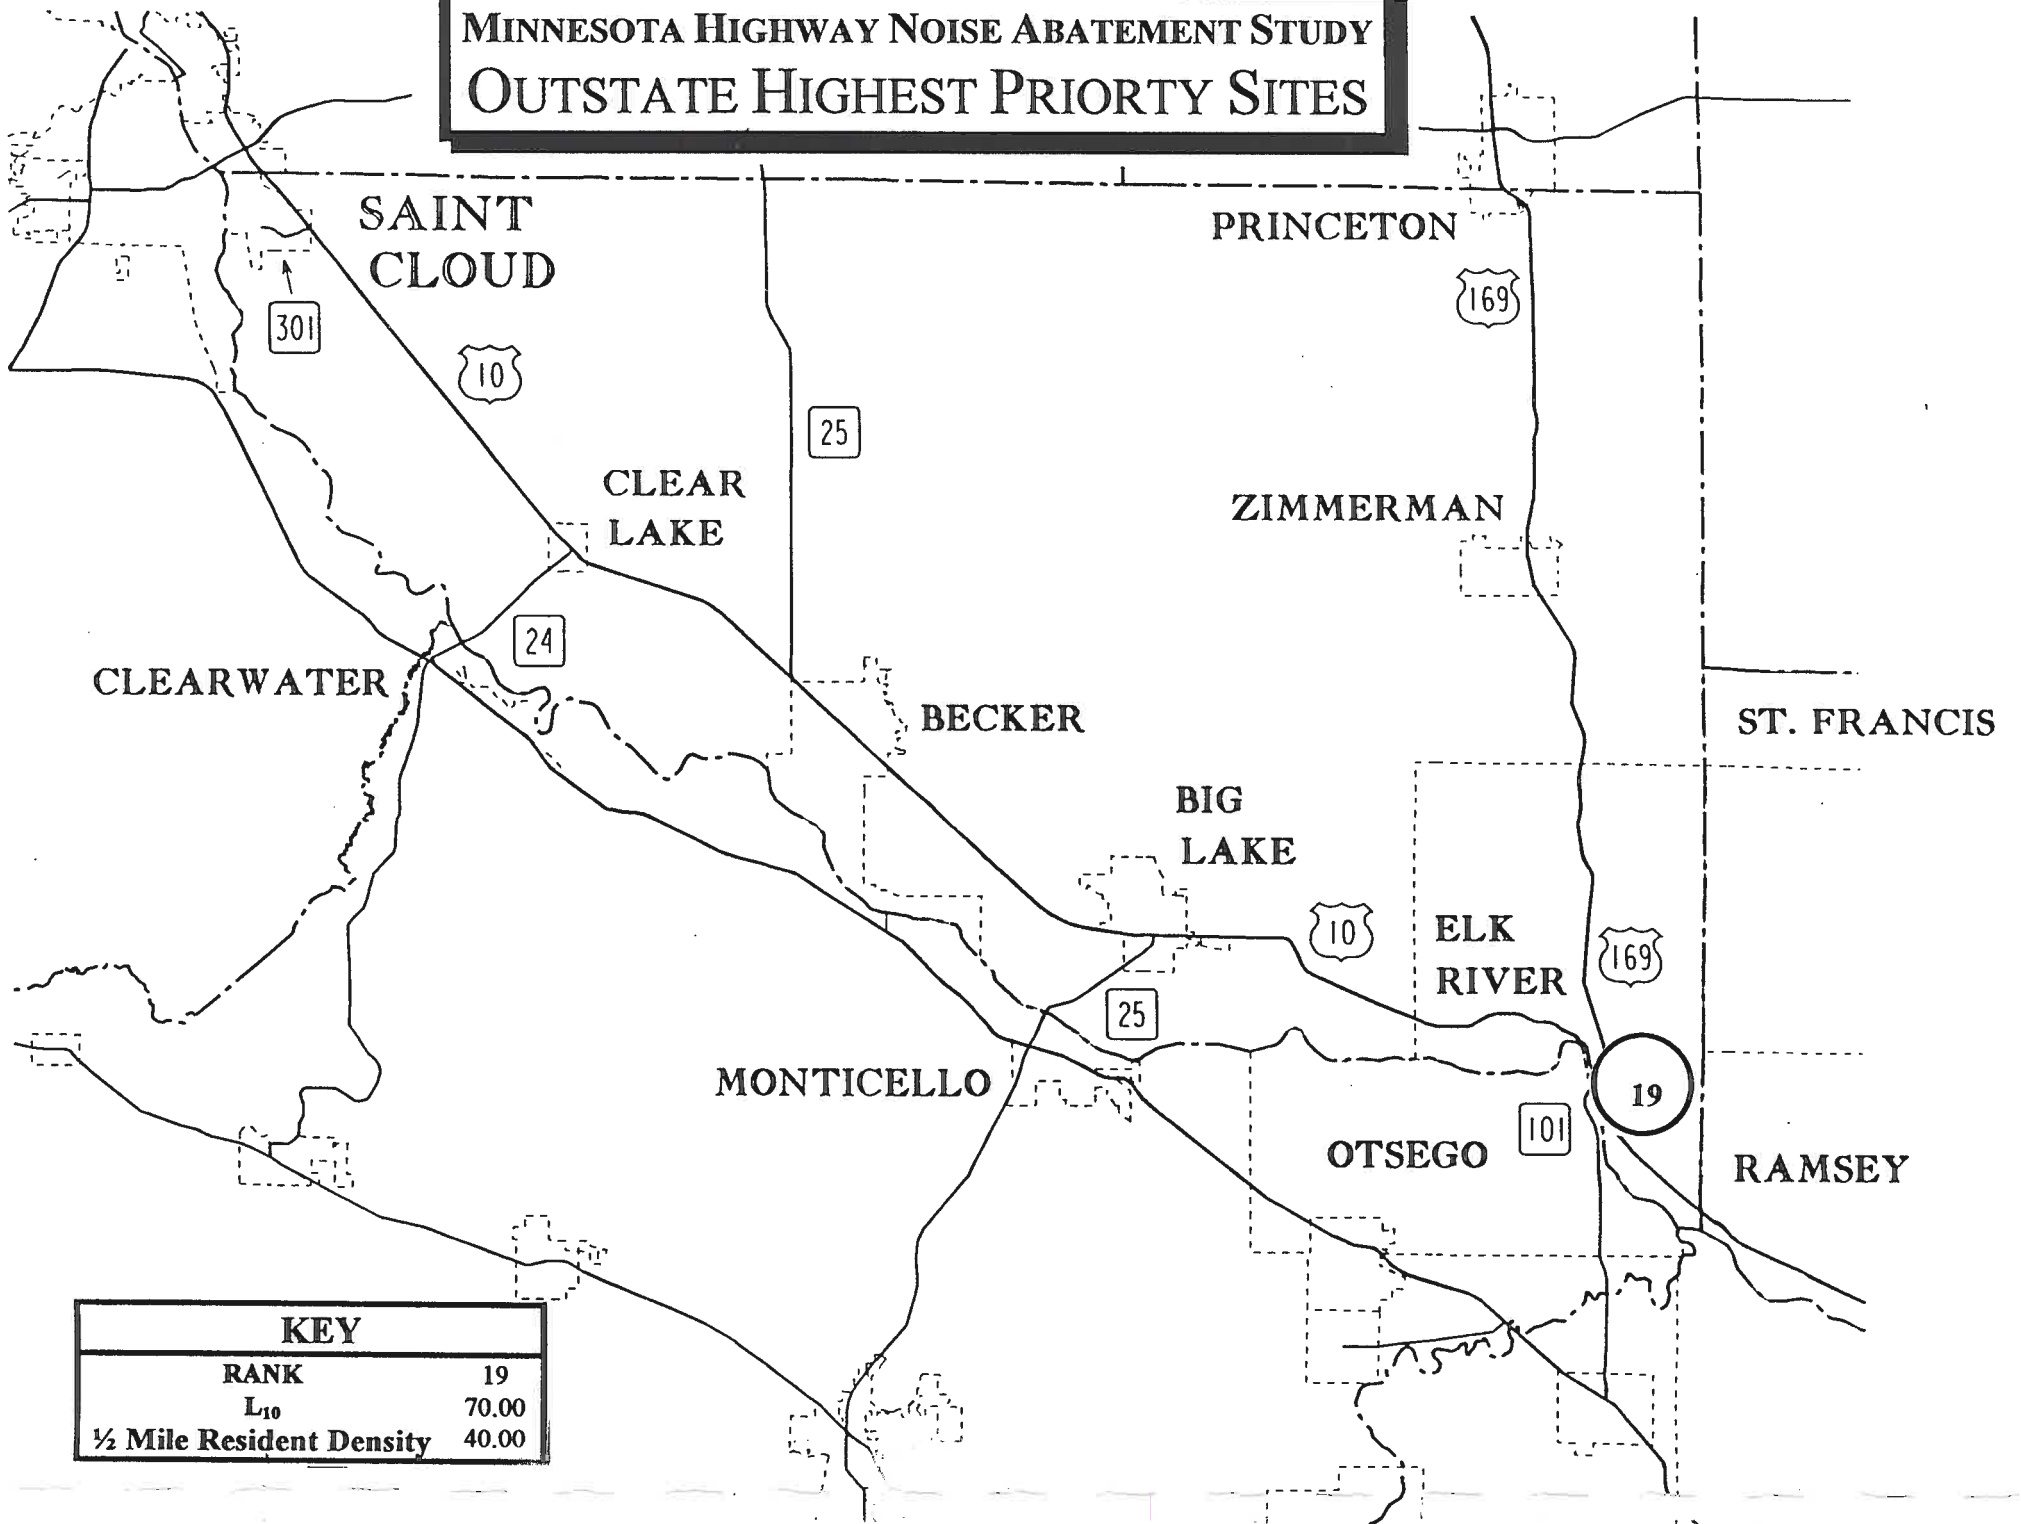 MINNESOTA HIGHWAY NOISE ABATEMENT STUDY
OUTSTATE HIGHEST PRIORTY SITES
SAINT
CLOUD
PRINCETON
169
301
10
25
CLEAR
LAKE
ZIMMERMAN
24
CLEARWATER
BECKER
ST. FRANCIS
BIG
LAKE
10
ELK
RIVER
169
25
MONTICELLO
19
101
OTSEGO
RAMSEY
KEY
RANK 19
L10 70.00
½ Mile Resident Density 40.00